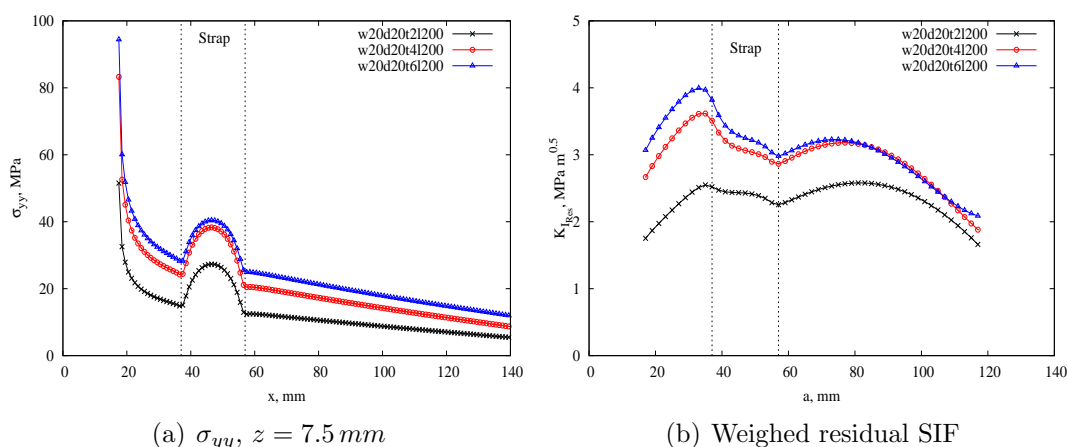 100
80
60
40
20
0
0 20 40 60 80 100 120 140
σyy, MPa
x, mm
Strap
w20d20t2l200
w20d20t4l200
w20d20t6l200
(a) σyy, z = 7.5 mm
5
4
3
2
1
0
0 20 40 60 80 100 120 140
KIRes, MPa m^0.5
a, mm
Strap
w20d20t2l200
w20d20t4l200
w20d20t6l200
(b) Weighed residual SIF